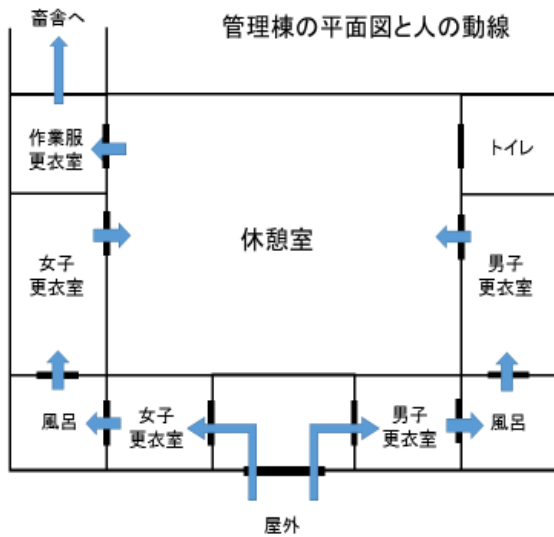 畜舎へ
管理棟の平面図と人の動線
作業服
更衣室
トイレ
休憩室
女子
更衣室
男子
更衣室
風呂
女子
更衣室
男子
更衣室
風呂
屋外